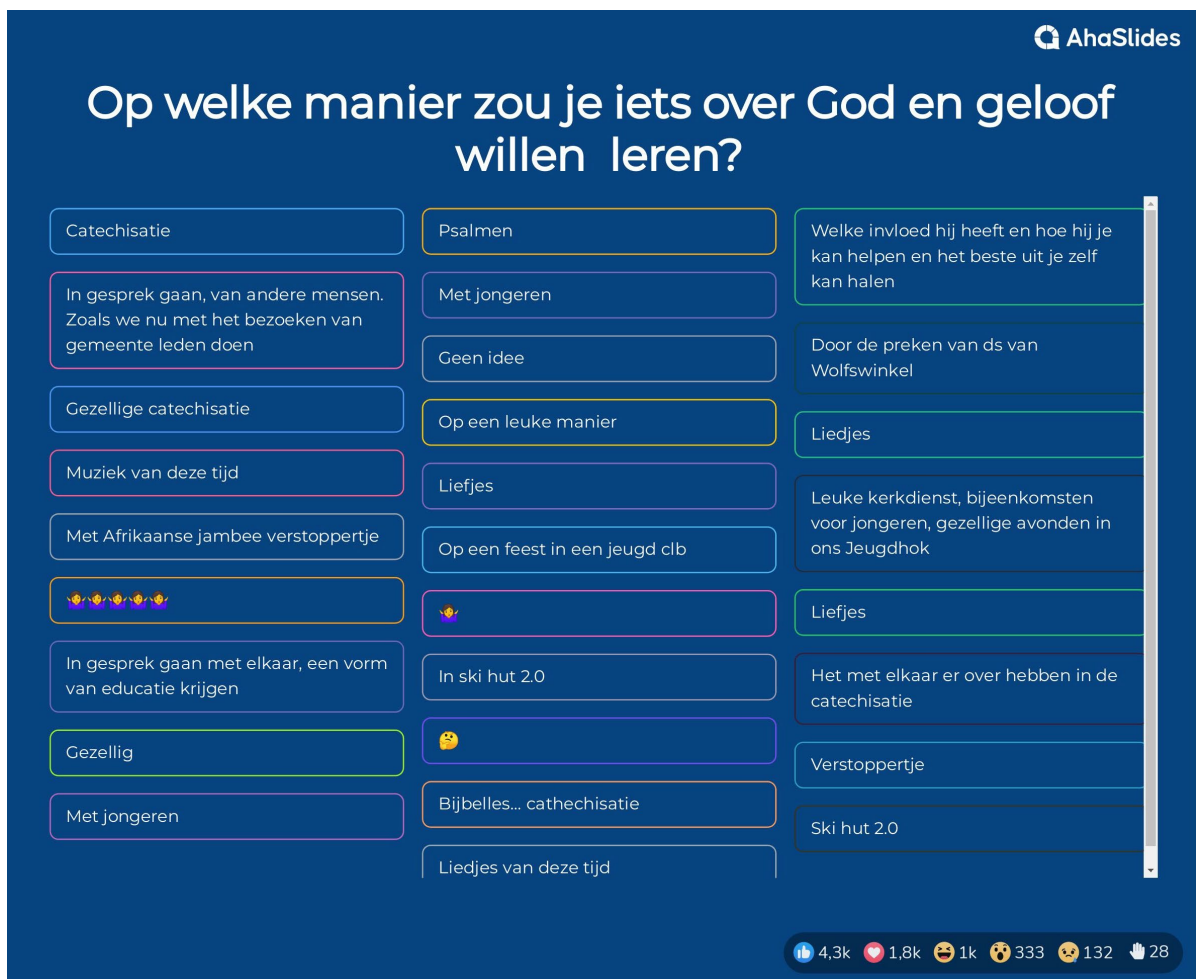 AhaSlides
Op welke manier zou je iets over God en geloof
willen leren?
Catechisatie
In gesprek gaan, van andere mensen.
Zoals we nu met het bezoeken van
gemeente leden doen
Gezellige catechisatie
Muziek van deze tijd
Met Afrikaanse jambee verstoppertje
🤷‍♀️🤷‍♀️🤷‍♀️🤷‍♀️🤷‍♀️
In gesprek gaan met elkaar, een vorm
van educatie krijgen
Gezellig
Met jongeren
Psalmen
Met jongeren
Geen idee
Op een leuke manier
Liefjes
Op een feest in een jeugd clb
🤷‍♀️
In ski hut 2.0
🤔
Bijbelles... cathechisatie
Liedjes van deze tijd
Welke invloed hij heeft en hoe hij je
kan helpen en het beste uit je zelf
kan halen
Door de preken van ds van
Wolfswinkel
Liedjes
Leuke kerkdienst, bijeenkomsten
voor jongeren, gezellige avonden in
ons Jeugdhok
Liefjes
Het met elkaar er over hebben in de
catechisatie
Verstoppertje
Ski hut 2.0
4,3k 1,8k 1k 333 132 28